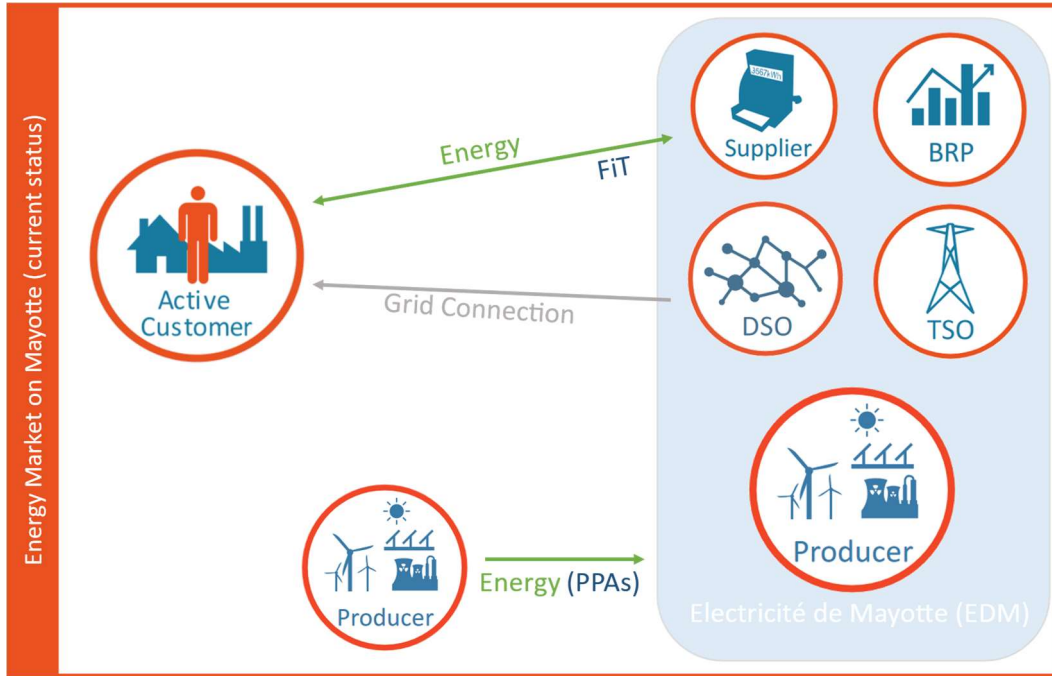 Energy Market on Mayotte (current status)
3567kWh
Supplier
BRP
Energy
FiT
Active
Customer
Grid Connection
DSO
TSO
Producer
Energy (PPAs)
Producer
Electricité de Mayotte (EDM)